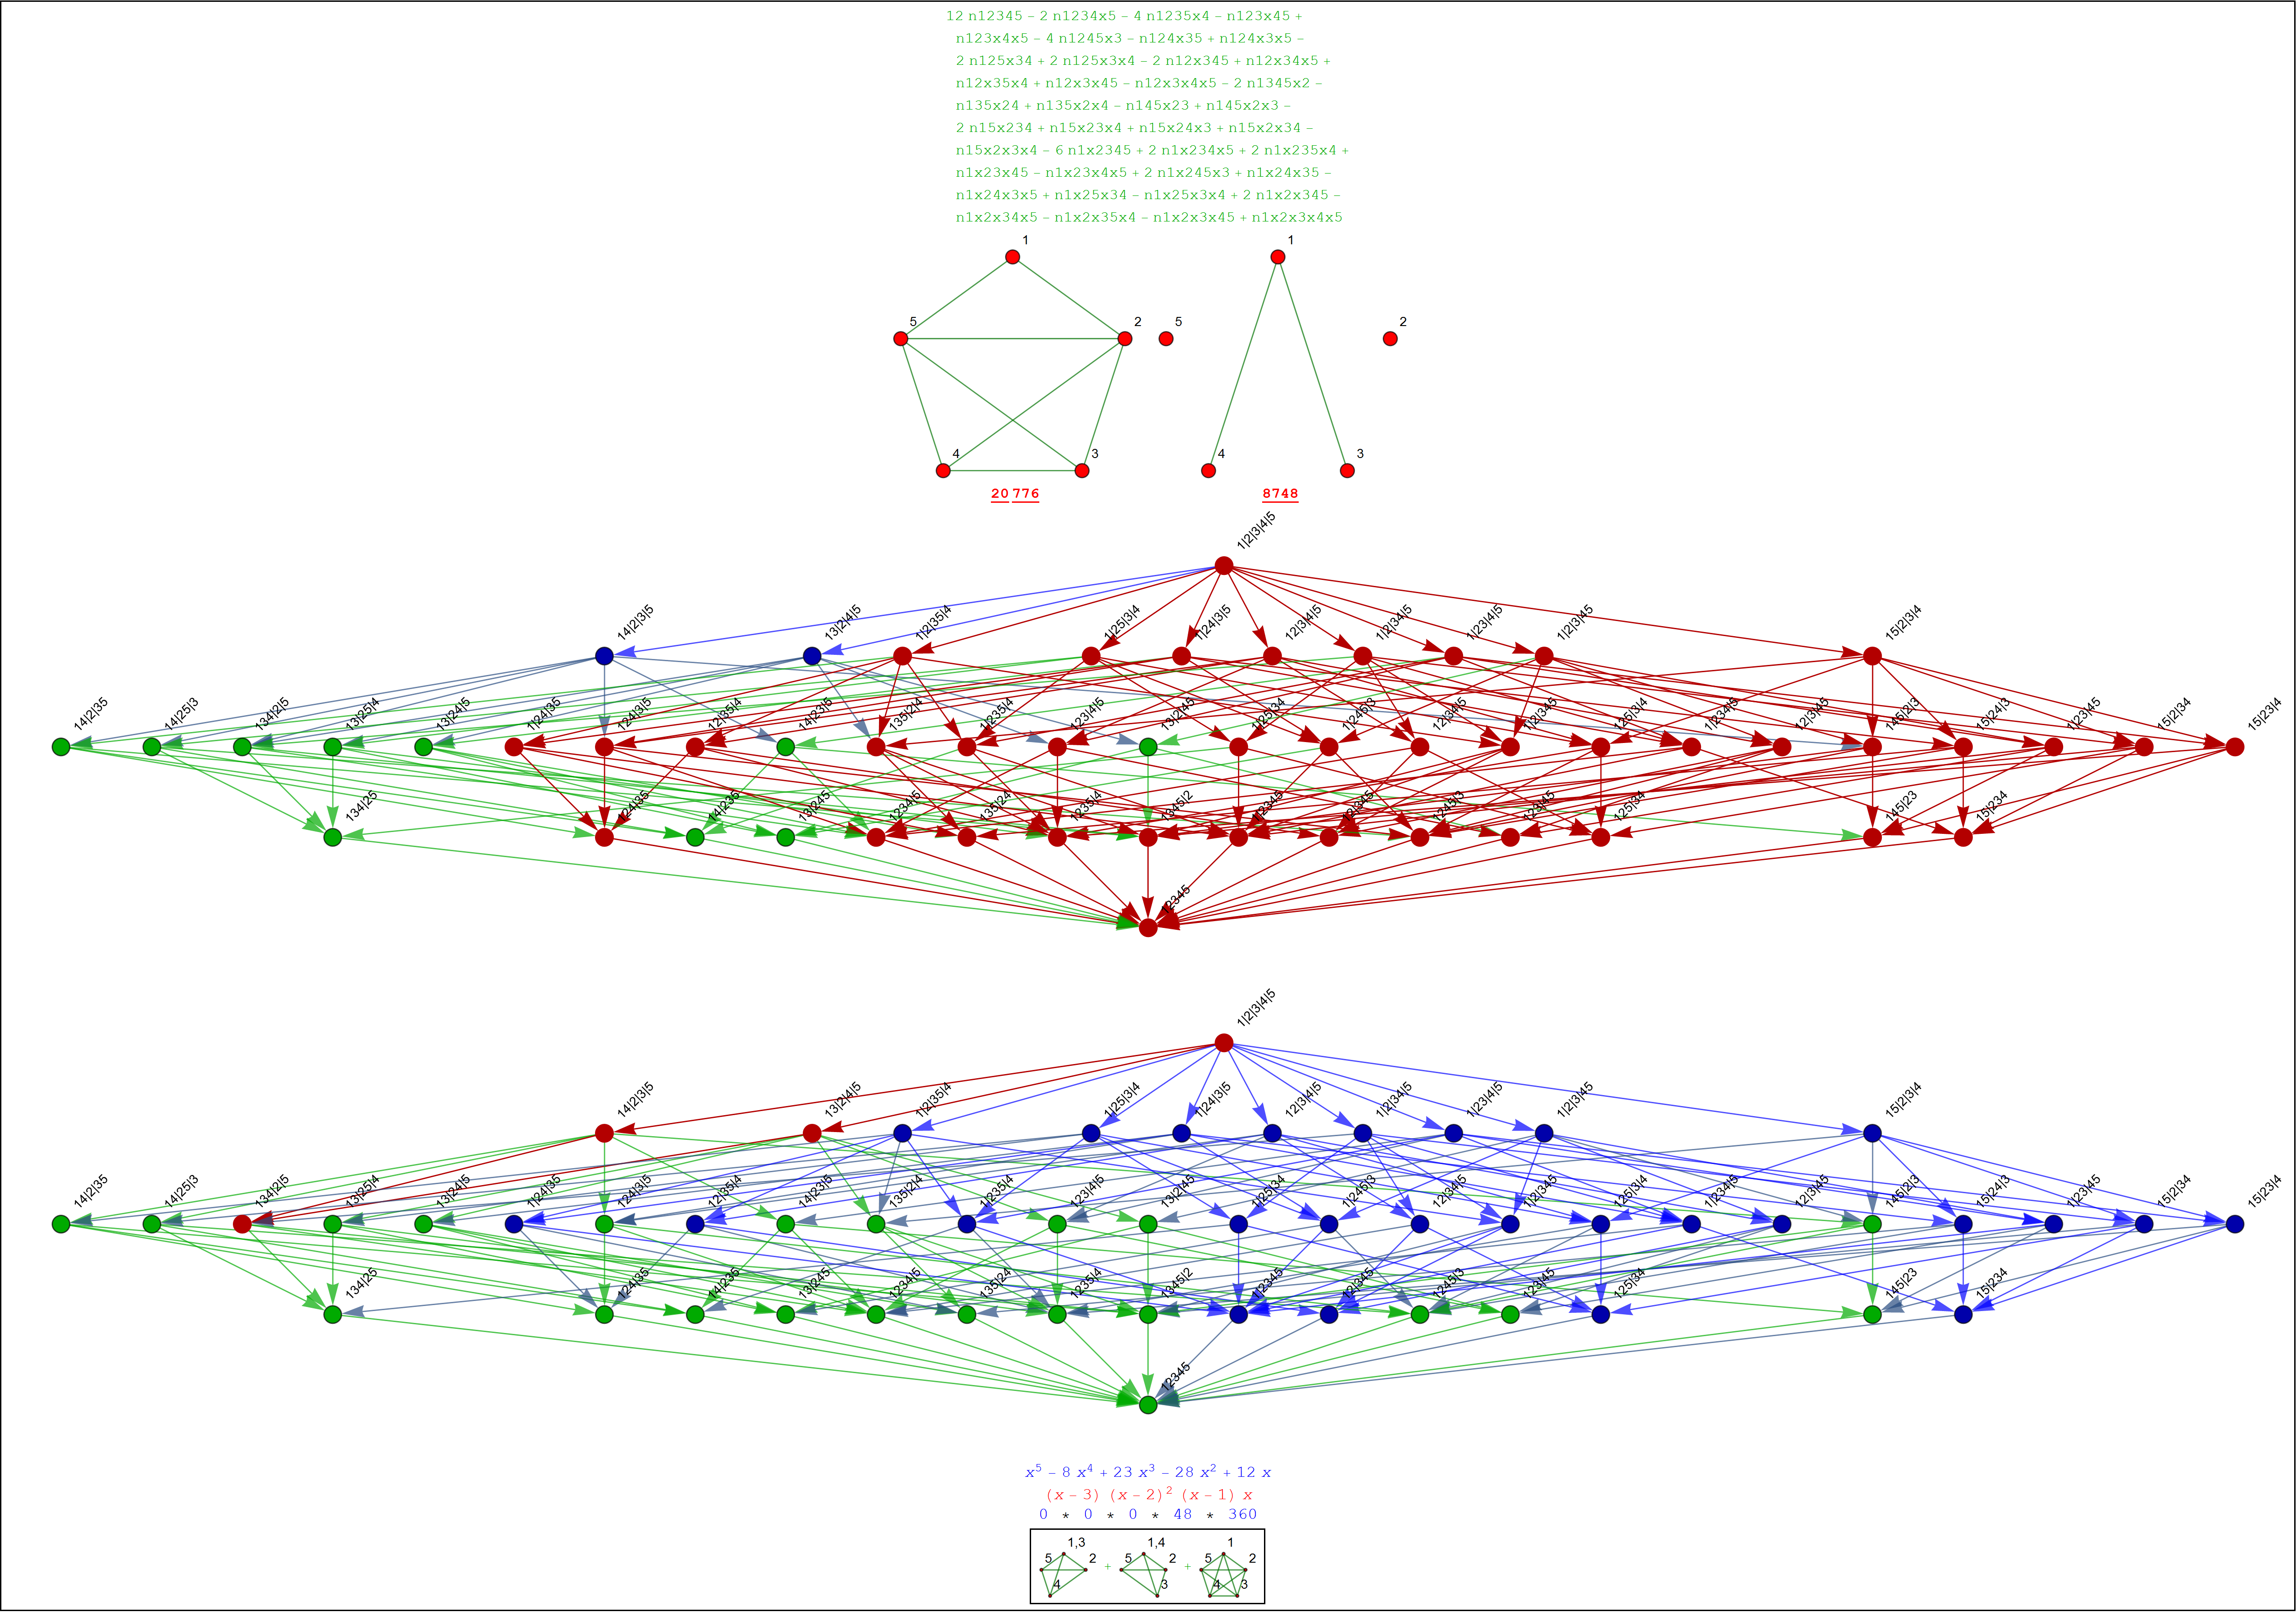 12 n12345 – 2 n1234x5 – 4 n1235x4 – n123x45 +
n123x4x5 – 4 n1245x3 – n124x35 + n124x3x5 –
2 n125x34 + 2 n125x3x4 – 2 n12x345 + n12x34x5 +
n12x35x4 + n12x3x45 – n12x3x4x5 – 2 n1345x2 –
n135x24 + n135x2x4 – n145x23 + n145x2x3 –
2 n15x234 + n15x23x4 + n15x24x3 + n15x2x34 –
n15x2x3x4 – 6 n1x2345 + 2 n1x234x5 + 2 n1x235x4 +
n1x23x45 – n1x23x4x5 + 2 n1x245x3 + n1x24x35 –
n1x24x3x5 + n1x25x34 – n1x25x3x4 + 2 n1x2x345 –
n1x2x34x5 – n1x2x35x4 – n1x2x3x45 + n1x2x3x4x5
1 1
5 2 5 2
4 3 4 3
20 776 8748
1|2|3|4|5
14|2|3|5 13|2|4|5 1|2|35|4 1|25|3|4 1|24|3|5 12|3|4|5 1|2|34|5 1|23|4|5 1|2|3|45 15|2|3|4
14|2|35 14|25|3 134|2|5 13|25|4 13|24|5 1|24|35 124|3|5 12|35|4 14|23|5 135|2|4 1|235|4 123|4|5 13|2|45 1|25|34 1|245|3 12|34|5 1|2|345 125|3|4 1|234|5 12|3|45 145|2|3 15|24|3 1|23|45 15|2|34 15|23|4
134|25 124|35 14|235 13|245 1234|5 135|24 1235|4 1345|2 1|2345 12|345 1245|3 123|45 125|34 145|23 15|234
12345
1|2|3|4|5
14|2|3|5 13|2|4|5 1|2|35|4 1|25|3|4 1|24|3|5 12|3|4|5 1|2|34|5 1|23|4|5 1|2|3|45 15|2|3|4
14|2|35 14|25|3 134|2|5 13|25|4 13|24|5 1|24|35 124|3|5 12|35|4 14|23|5 135|2|4 1|235|4 123|4|5 13|2|45 1|25|34 1|245|3 12|34|5 1|2|345 125|3|4 1|234|5 12|3|45 145|2|3 15|24|3 1|23|45 15|2|34 15|23|4
134|25 124|35 14|235 13|245 1234|5 135|24 1235|4 1345|2 1|2345 12|345 1245|3 123|45 125|34 145|23 15|234
12345
x⁵ – 8 x⁴ + 23 x³ – 28 x² + 12 x
(x – 3) (x – 2)² (x – 1) x
0 * 0 * 0 * 48 * 360
1,3 1,4 1
5 2 + 5 2 + 5 2
4 3 4 3